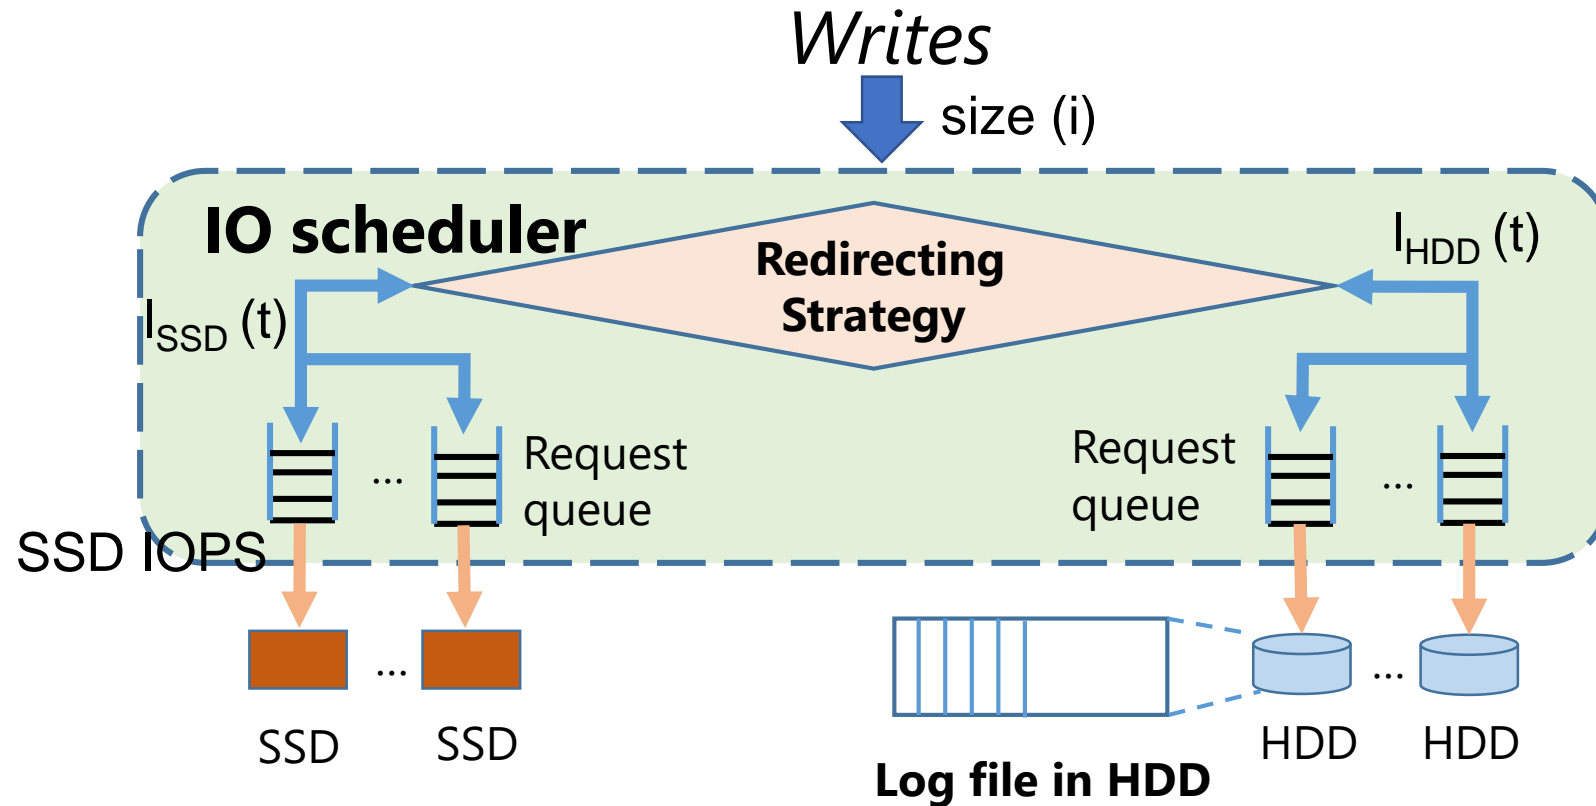 Writes
size (i)
IO scheduler
Redirecting
Strategy
I_HDD (t)
I_SSD (t)
...
Request
queue
Request
queue
...
SSD IOPS
...
...
SSD
SSD
HDD
HDD
Log file in HDD